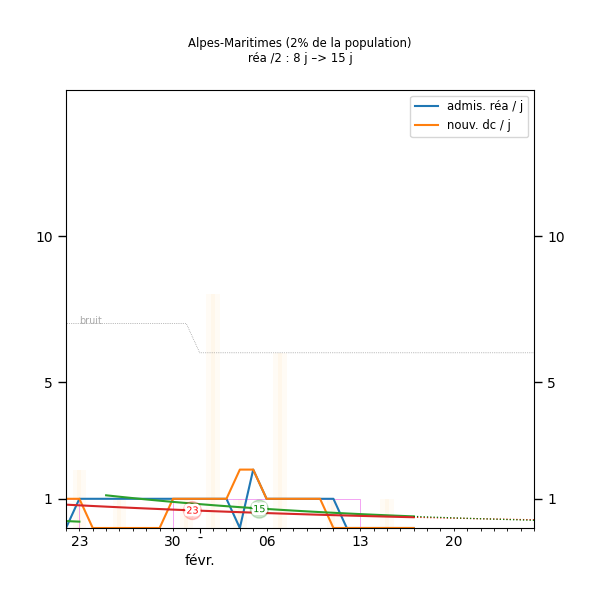 Alpes-Maritimes (2% de la population)
réa /2 : 8 j –> 15 j
admis. réa / j
nouv. dc / j
10
10
bruit
5
5
1
1
23
15
23
30
-
06
13
20
févr.